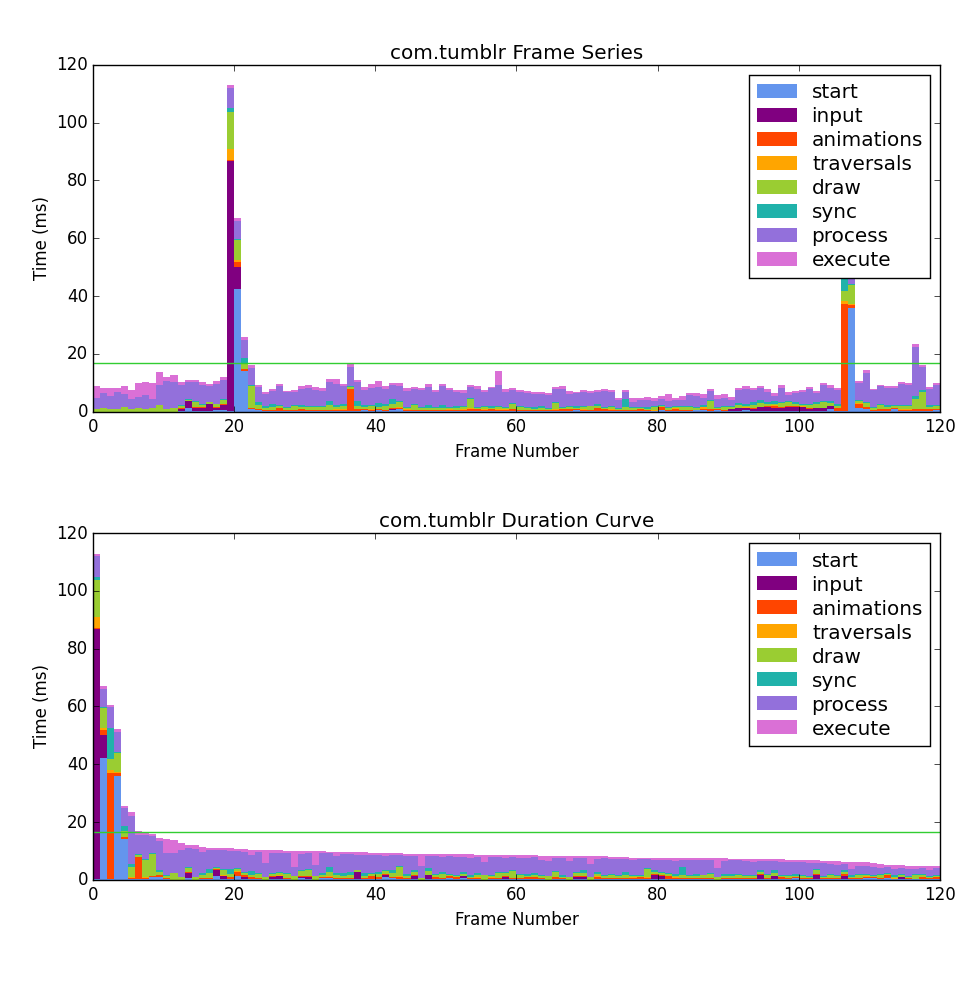 com.tumblr Frame Series
120
100
80
60
40
20
0
Time (ms)
start
input
animations
traversals
draw
sync
process
execute
0 20 40 60 80 100 120
Frame Number
com.tumblr Duration Curve
120
100
80
60
40
20
0
Time (ms)
start
input
animations
traversals
draw
sync
process
execute
0 20 40 60 80 100 120
Frame Number